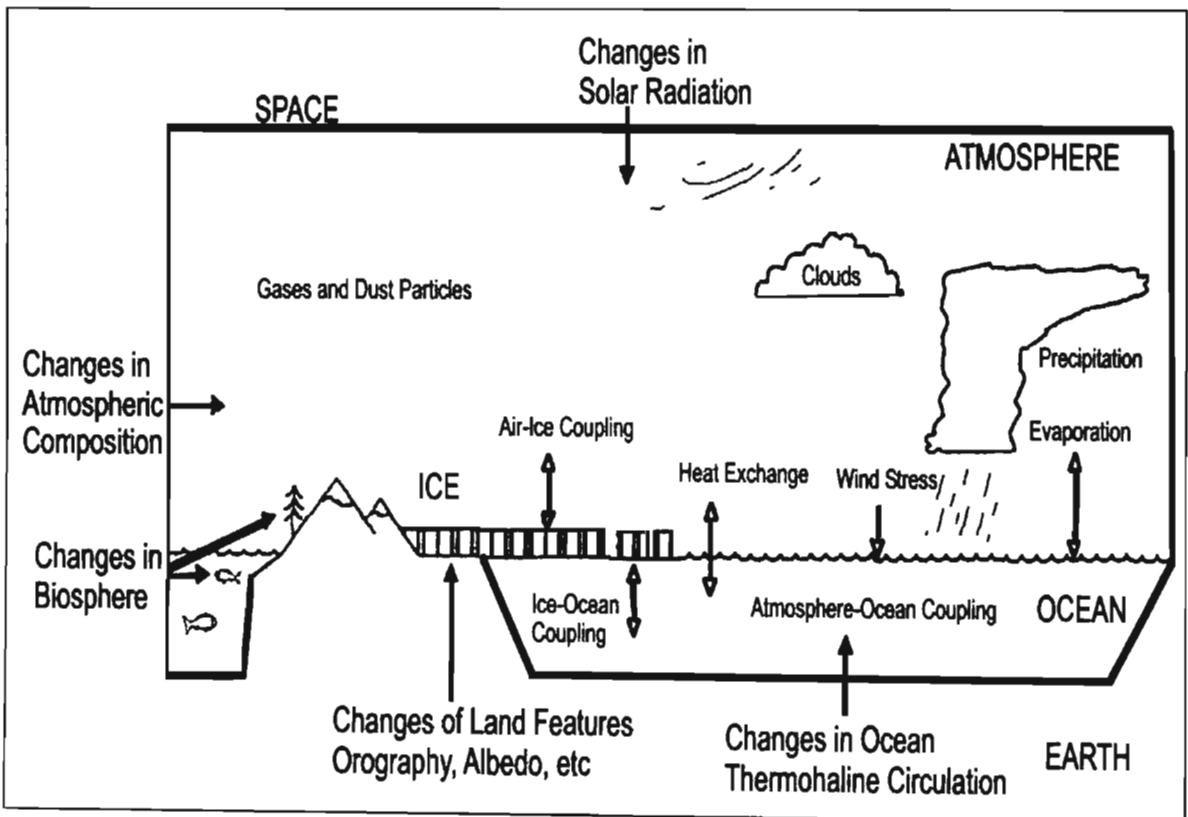 Changes in
Solar Radiation
SPACE
ATMOSPHERE
Clouds
Gases and Dust Particles
Precipitation
Changes in
Atmospheric
Composition
Air-Ice Coupling
Evaporation
ICE
Heat Exchange
Wind Stress
Changes in
Biosphere
Ice-Ocean
Coupling
Atmosphere-Ocean Coupling
OCEAN
Changes of Land Features
Orography, Albedo, etc
Changes in Ocean
Thermohaline Circulation
EARTH